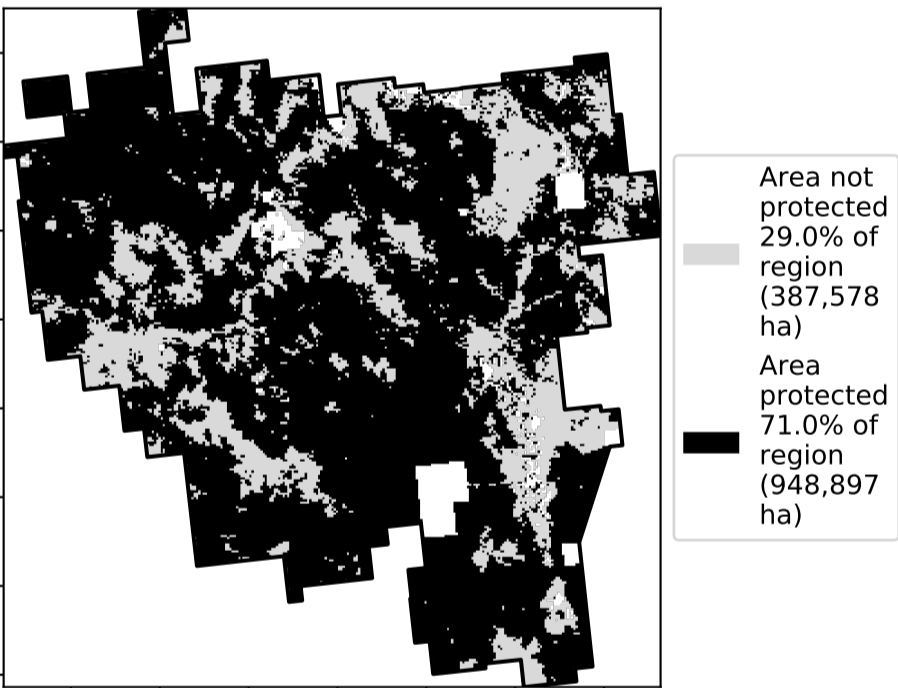 Area not
protected
29.0% of
region
(387,578
ha)
Area
protected
71.0% of
region
(948,897
ha)